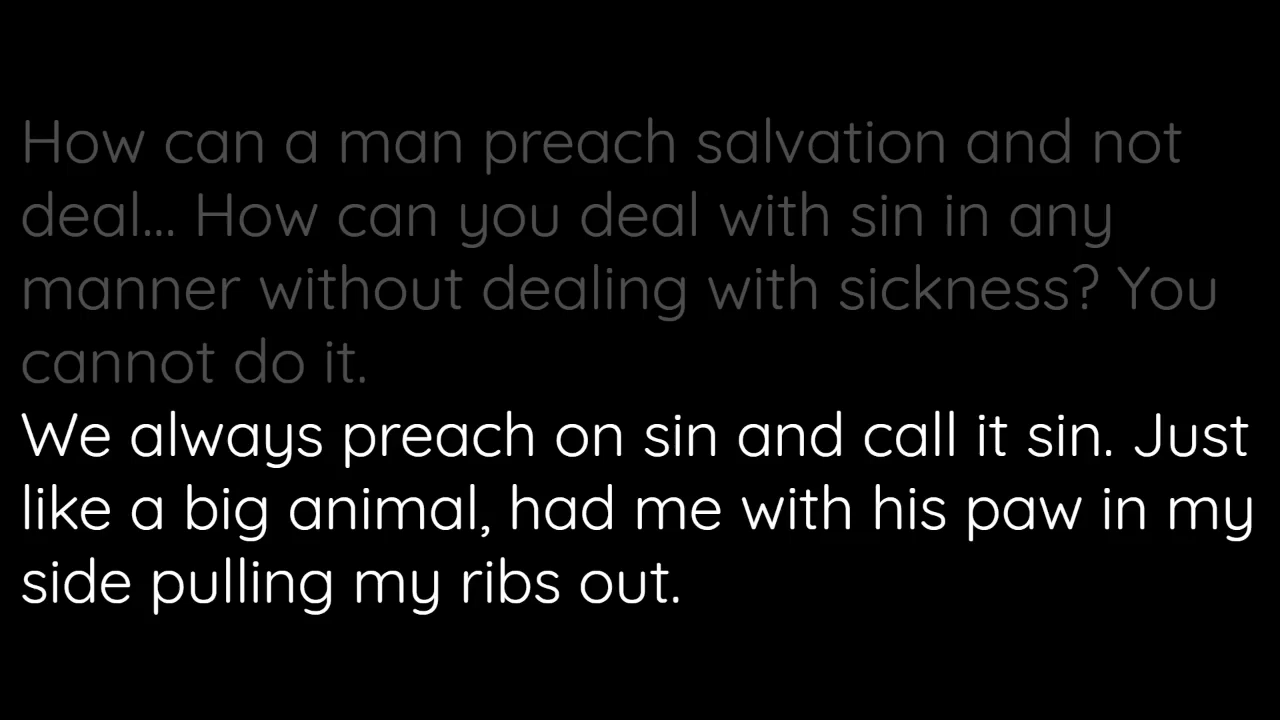 How can a man preach salvation and not
deal... How can you deal with sin in any
manner without dealing with sickness? You
cannot do it.
We always preach on sin and call it sin. Just
like a big animal, had me with his paw in my
side pulling my ribs out.